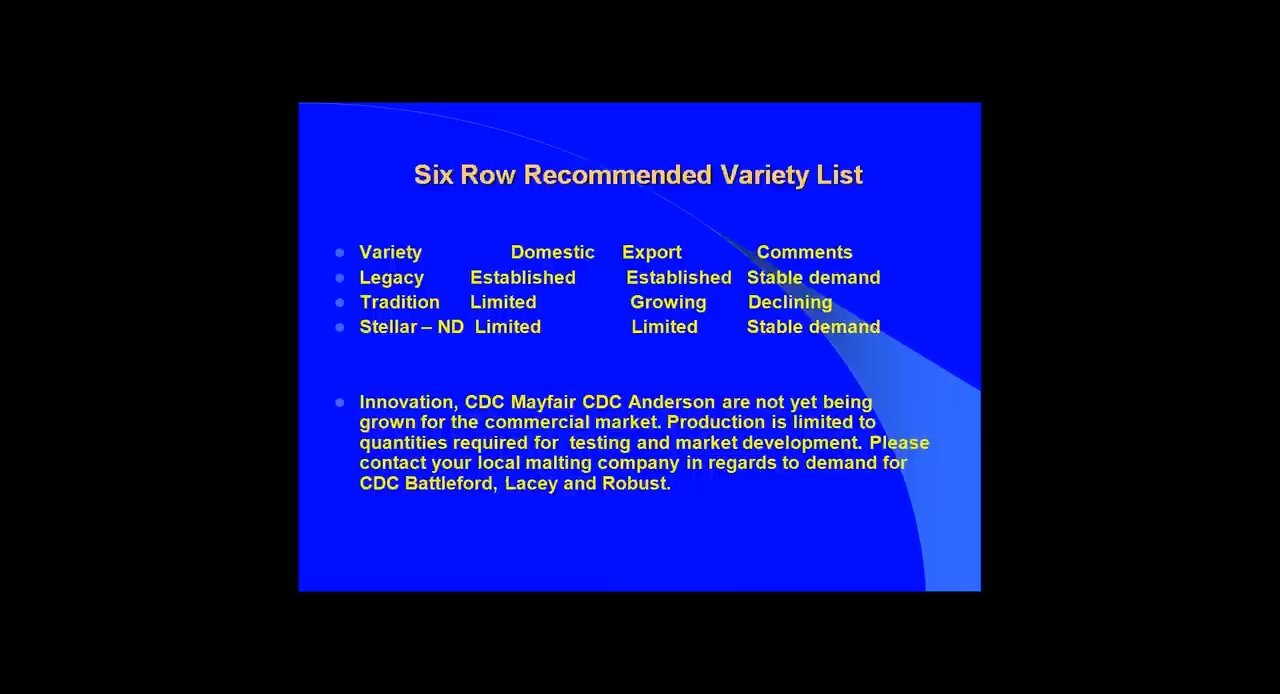 Six Row Recommended Variety List
Variety Domestic Export Comments
Legacy Established Established Stable demand
Tradition Limited Growing Declining
Stellar – ND Limited Limited Stable demand
Innovation, CDC Mayfair CDC Anderson are not yet being
grown for the commercial market. Production is limited to
quantities required for testing and market development. Please
contact your local malting company in regards to demand for
CDC Battleford, Lacey and Robust.